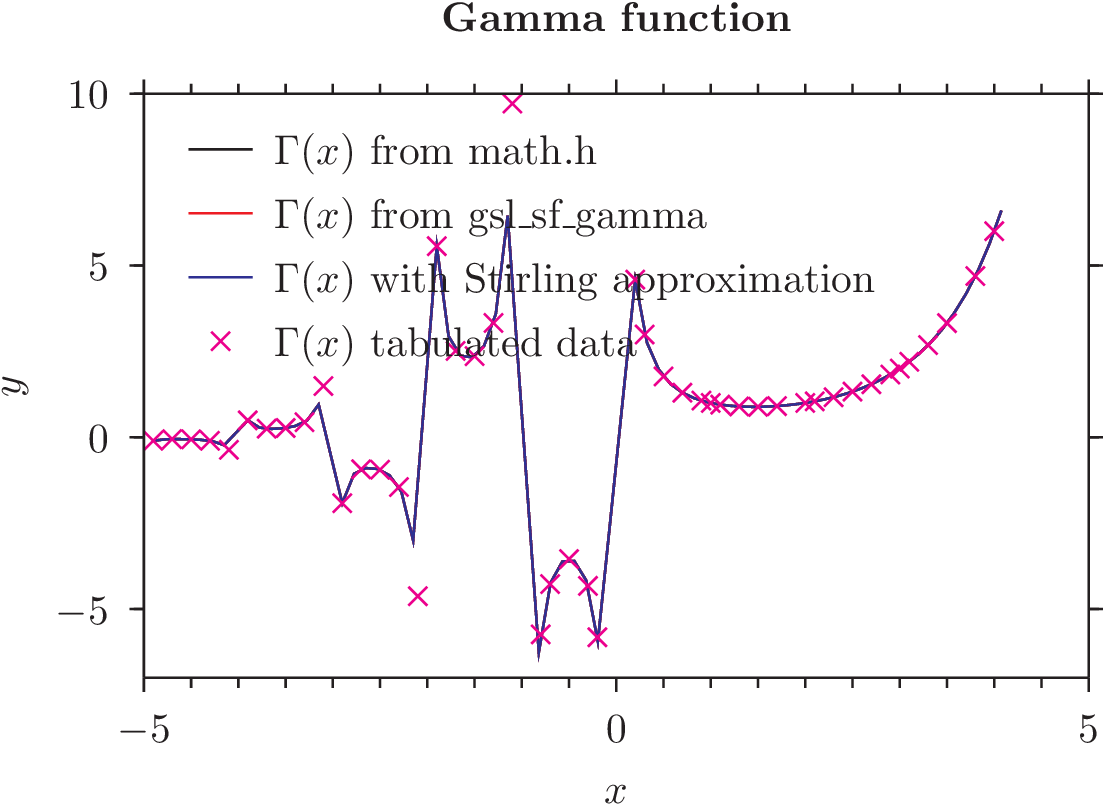 Gamma function
10
Γ(x) from math.h
Γ(x) from gsl_sf_gamma
5
Γ(x) with Stirling approximation
Γ(x) tabulated data
y
0
−5
−5 0 5
x